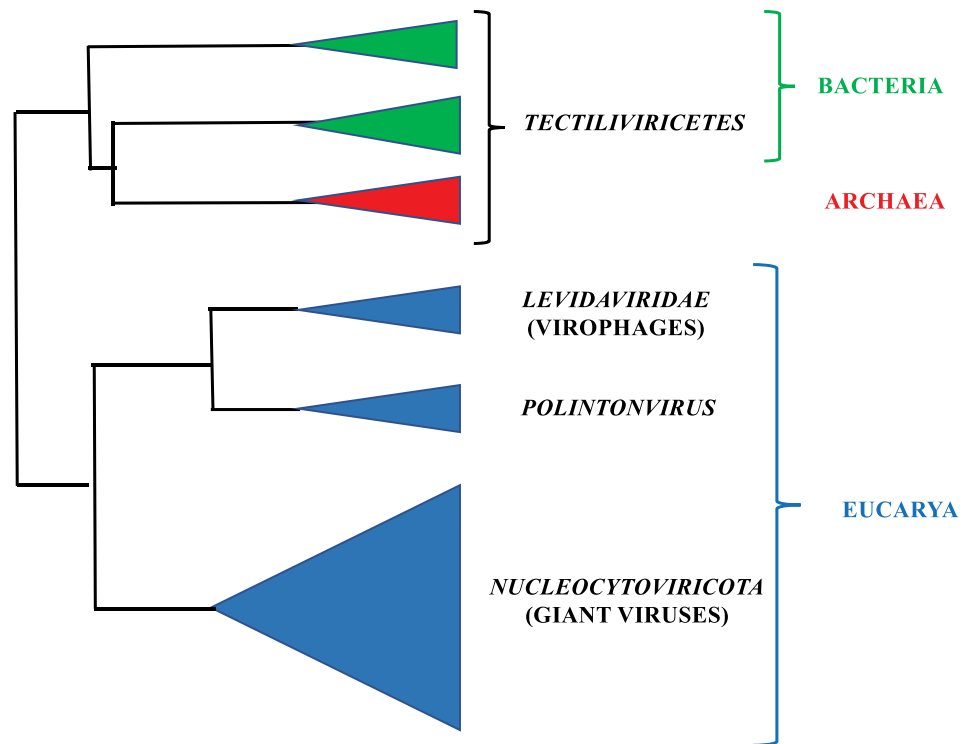 BACTERIA
TECTILIVIRICETES
ARCHAEA
LEVIDAVIRIDAE
(VIROPHAGES)
POLINTONVIRUS
EUCARYA
NUCLEOCYTOVIRICOTA
(GIANT VIRUSES)